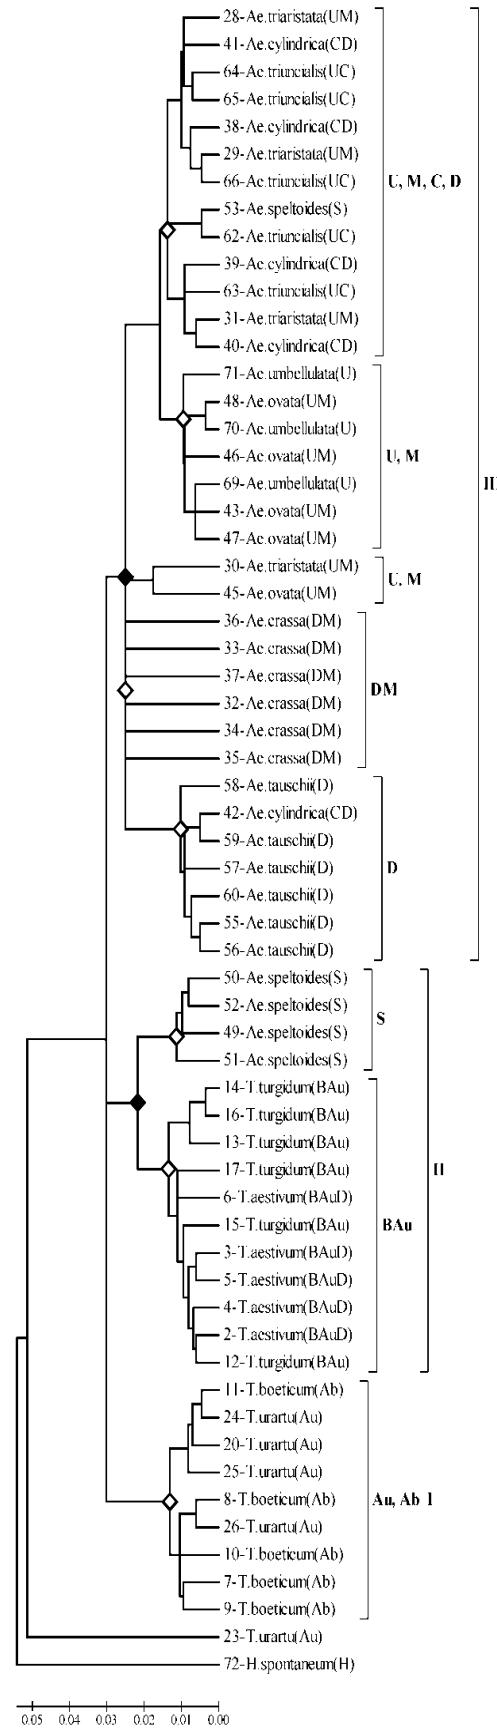 28-Ae.triaristata(UM)
41-Ae.cylindrica(CD)
64-Ae.triuncialis(UC)
65-Ae.triuncialis(UC)
38-Ae.cylindrica(CD)
29-Ae.triaristata(UM)
66-Ae.triuncialis(UC)
U, M, C, D
53-Ae.speltoides(S)
62-Ae.triuncialis(UC)
39-Ae.cylindrica(CD)
63-Ae.triuncialis(UC)
31-Ae.triaristata(UM)
40-Ae.cylindrica(CD)
71-Ae.umbellulata(U)
48-Ae.ovata(UM)
70-Ae.umbellulata(U)
46-Ae.ovata(UM)
U, M
69-Ae.umbellulata(U)
III
43-Ae.ovata(UM)
47-Ae.ovata(UM)
30-Ae.triaristata(UM)
U, M
45-Ae.ovata(UM)
36-Ae.crassa(DM)
33-Ae.crassa(DM)
37-Ae.crassa(DM)
DM
32-Ae.crassa(DM)
34-Ae.crassa(DM)
35-Ae.crassa(DM)
58-Ae.tauschii(D)
42-Ae.cylindrica(CD)
59-Ae.tauschii(D)
57-Ae.tauschii(D)
D
60-Ae.tauschii(D)
55-Ae.tauschii(D)
56-Ae.tauschii(D)
50-Ae.speltoides(S)
52-Ae.speltoides(S)
S
49-Ae.speltoides(S)
51-Ae.speltoides(S)
14-T.turgidum(BAu)
16-T.turgidum(BAu)
13-T.turgidum(BAu)
17-T.turgidum(BAu)
II
6-T.aestivum(BAuD)
15-T.turgidum(BAu)
BAu
3-T.aestivum(BAuD)
5-T.aestivum(BAuD)
4-T.aestivum(BAuD)
2-T.aestivum(BAuD)
12-T.turgidum(BAu)
11-T.boeticum(Ab)
24-T.urartu(Au)
20-T.urartu(Au)
25-T.urartu(Au)
8-T.boeticum(Ab)
Au, Ab I
26-T.urartu(Au)
10-T.boeticum(Ab)
7-T.boeticum(Ab)
9-T.boeticum(Ab)
23-T.urartu(Au)
72-H.spontaneum(H)
0.05 0.04 0.03 0.02 0.01 0.00